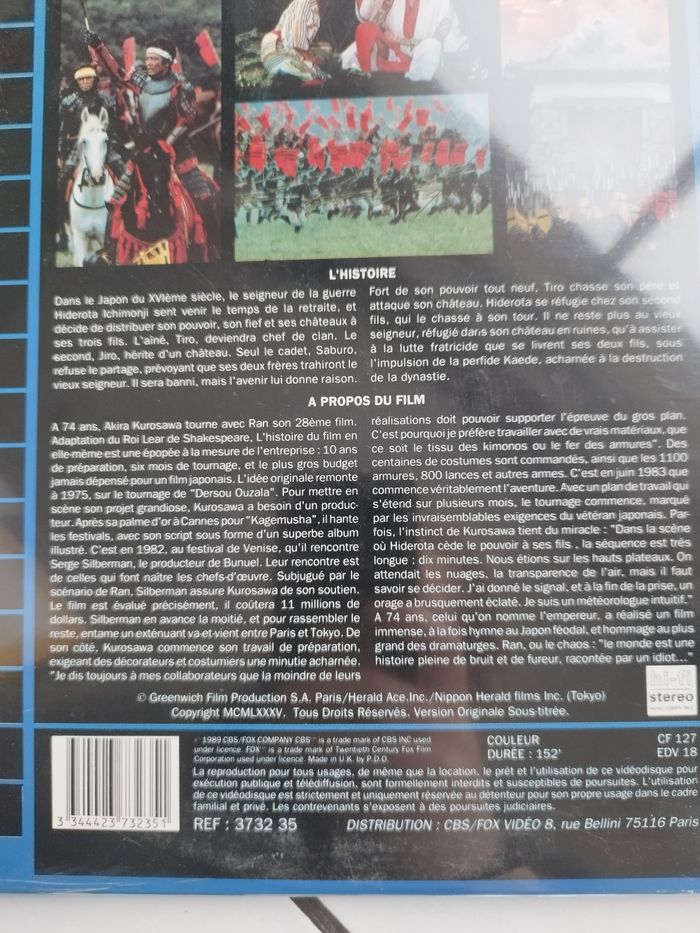 L'HISTOIRE
Dans le Japon du XVIème siècle, le seigneur de la guerre
Hiderota Ichimonji sent venir le temps de la retraite, et
décide de distribuer son pouvoir, son fief et ses châteaux à
ses trois fils. L'aîné, Tiro, deviendra chef de clan. Le
second, Jiro, hérite d'un château. Seul le cadet, Saburo,
refuse le partage, prévoyant que ses deux frères trahiront le
vieux seigneur. Il sera banni, mais l'avenir lui donne raison.
Fort de son pouvoir tout neuf, Tiro chasse son père et
attaque son château. Hiderota se réfugie chez son second
fils, qui le chasse à son tour. Il ne reste plus au vieux
seigneur, réfugié dans son château en ruines, qu'à assister
à la lutte fratricide que se livrent ses deux fils, sous
l'impulsion de la perfide Kaede, acharnée à la destruction
de la dynastie.
A PROPOS DU FILM
A 74 ans, Akira Kurosawa tourne avec Ran son 28ème film.
Adaptation du Roi Lear de Shakespeare, L'histoire du film en
elle-même est une épopée à la mesure de l'entreprise : 10 ans
de préparation, six mois de tournage, et le plus gros budget
jamais dépensé pour un film japonais. L'idée originale remonte
à 1975, sur le tournage de "Dersou Ouzala". Pour mettre en
scène son projet grandiose, Kurosawa a besoin d'un produc-
teur. Après sa palme d'or à Cannes pour "Kagemusha", il hante
les festivals, avec son script sous forme d'un superbe album
illustré. C'est en 1982, au festival de Venise, qu'il rencontre
Serge Silberman, le producteur de Bunuel. Leur rencontre est
de celles qui font naître les chefs-d'œuvre. Subjugué par le
scénario de Ran, Silberman assure Kurosawa de son soutien.
Le film est évalué précisément, il coûtera 11 millions de
dollars. Silberman en avance la moitié, et pour rassembler le
reste, entame un exténuant va-et-vient entre Paris et Tokyo. De
son côté, Kurosawa commence son travail de préparation,
exigeant des décorateurs et costumiers une minutie acharnée.
"Je dis toujours à mes collaborateurs que la moindre de leurs
réalisations doit pouvoir supporter l'épreuve du gros plan.
C'est pourquoi je préfère travailler avec de vrais matériaux, que
ce soit le tissu des kimonos ou le fer des armures". Des
centaines de costumes sont commandés, ainsi que les 1100
armures, 800 lances et autres armes. C'est en juin 1983 que
commence véritablement l'aventure. Avec un plan de travail qui
s'étend sur plusieurs mois, le tournage commence, marqué
par les invraisemblables exigences du vétéran japonais. Par-
fois, l'instinct de Kurosawa tient du miracle : "Dans la scène
où Hiderota cède le pouvoir à ses fils , la séquence est très
longue : dix minutes. Nous étions sur les hauts plateaux. On
attendait les nuages, la transparence de l'air, mais il faut
savoir se décider. J'ai donné le signal, et à la fin de la prise, un
orage a brusquement éclaté. Je suis un météorologue intuitif."
A 74 ans, celui qu'on nomme l'empereur, a réalisé un film
immense, à la fois hymne au Japon féodal, et hommage au plus
grand des dramaturges. Ran, ou le chaos : "le monde est une
histoire pleine de bruit et de fureur, racontée par un idiot..."
© Greenwich Film Production S.A. Paris/Herald Ace.Inc./Nippon Herald films Inc. (Tokyo)
Copyright MCMLXXXV. Tous Droits Réservés. Version Originale Sous-titrée.
hi-fi
stereo
© 1989 CBS/FOX COMPANY CBS™ is a trade mark of CBS INC used
under licence. FOX™ is a trade mark of Twentieth Century Fox Film
Corporation used under licence. Made in U.K. by P.D.O.
COULEUR
DURÉE : 152'
CF 127
EDV 18
La reproduction pour tous usages, de même que la location, le prêt et l'utilisation de ce vidéodisque pour
exécution publique et télédiffusion, sont formellement interdits et susceptibles de poursuites. L'utilisation
de ce vidéodisque est strictement et uniquement réservée au détenteur pour son propre usage dans le cadre
familial et privé. Les contrevenants s'exposent à des poursuites judiciaires.
3 344423 732351
REF : 3732 35
DISTRIBUTION : CBS/FOX VIDÉO 8, rue Bellini 75116 Paris